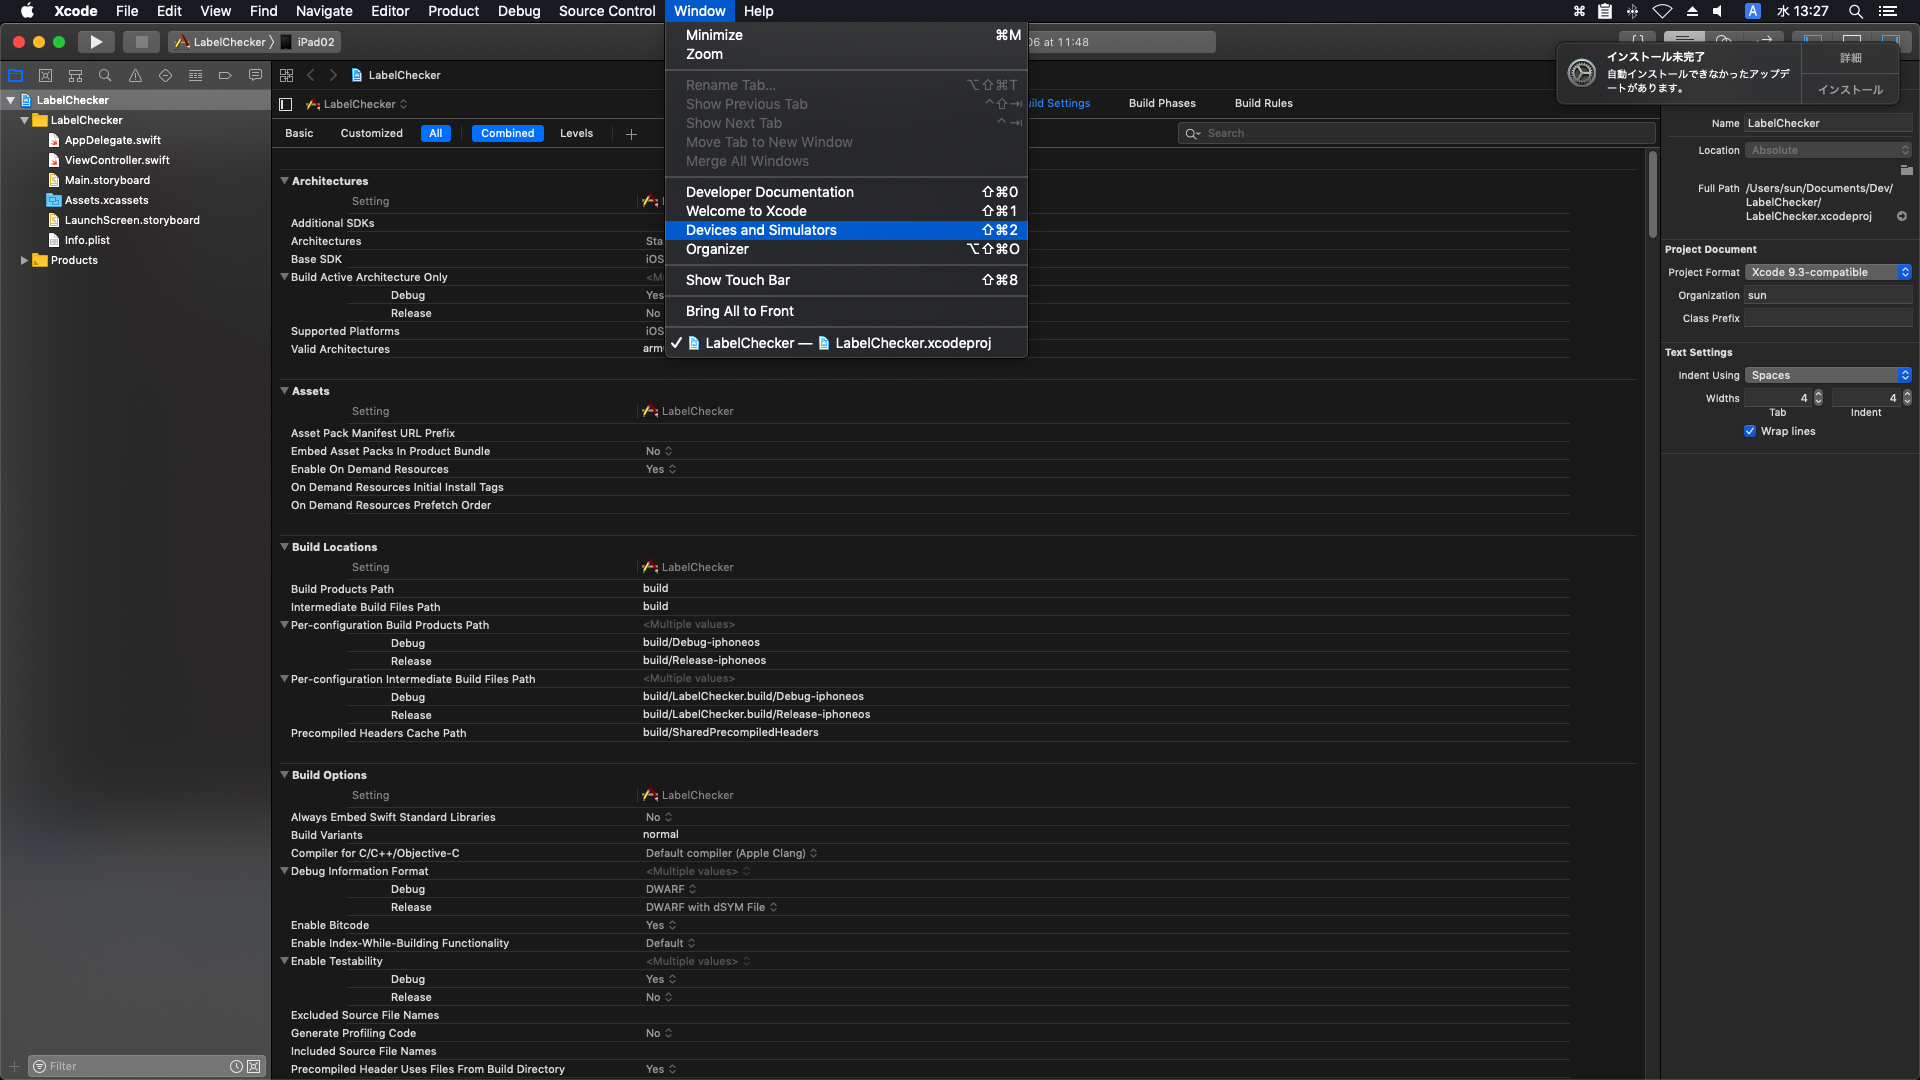 Xcode File Edit View Find Navigate Editor Product Debug Source Control Window Help
A 水 13:27
LabelChecker iPad02
06 at 11:48
インストール未完了
自動インストールできなかったアップデ
ートがあります。
詳細
インストール
LabelChecker
LabelChecker
AppDelegate.swift
ViewController.swift
Main.storyboard
Assets.xcassets
LaunchScreen.storyboard
Info.plist
Products
Filter
LabelChecker
LabelChecker
Build Phases
Build Rules
Basic Customized All Combined Levels
Search
Minimize ⌘M
Zoom
Rename Tab... ⌥⇧⌘T
Show Previous Tab ⌃⇧⇥
Show Next Tab ⌃⇥
Move Tab to New Window
Merge All Windows
Developer Documentation ⇧⌘0
Welcome to Xcode ⇧⌘1
Devices and Simulators ⇧⌘2
Organizer ⌥⇧⌘O
Show Touch Bar ⇧⌘8
Bring All to Front
✓ LabelChecker — LabelChecker.xcodeproj
Architectures
Setting
Additional SDKs
Architectures Sta
Base SDK iOS
Build Active Architecture Only <M
Debug Yes
Release No
Supported Platforms iOS
Valid Architectures arm
Assets
Setting LabelChecker
Asset Pack Manifest URL Prefix
Embed Asset Packs In Product Bundle No
Enable On Demand Resources Yes
On Demand Resources Initial Install Tags
On Demand Resources Prefetch Order
Build Locations
Setting LabelChecker
Build Products Path build
Intermediate Build Files Path build
Per-configuration Build Products Path <Multiple values>
Debug build/Debug-iphoneos
Release build/Release-iphoneos
Per-configuration Intermediate Build Files Path <Multiple values>
Debug build/LabelChecker.build/Debug-iphoneos
Release build/LabelChecker.build/Release-iphoneos
Precompiled Headers Cache Path build/SharedPrecompiledHeaders
Build Options
Setting LabelChecker
Always Embed Swift Standard Libraries No
Build Variants normal
Compiler for C/C++/Objective-C Default compiler (Apple Clang)
Debug Information Format <Multiple values>
Debug DWARF
Release DWARF with dSYM File
Enable Bitcode Yes
Enable Index-While-Building Functionality Default
Enable Testability <Multiple values>
Debug Yes
Release No
Excluded Source File Names
Generate Profiling Code No
Included Source File Names
Precompiled Header Uses Files From Build Directory Yes
Name LabelChecker
Location Absolute
Full Path /Users/sun/Documents/Dev/
LabelChecker/
LabelChecker.xcodeproj
Project Document
Project Format Xcode 9.3-compatible
Organization sun
Class Prefix
Text Settings
Indent Using Spaces
Widths 4 4
Tab Indent
Wrap lines